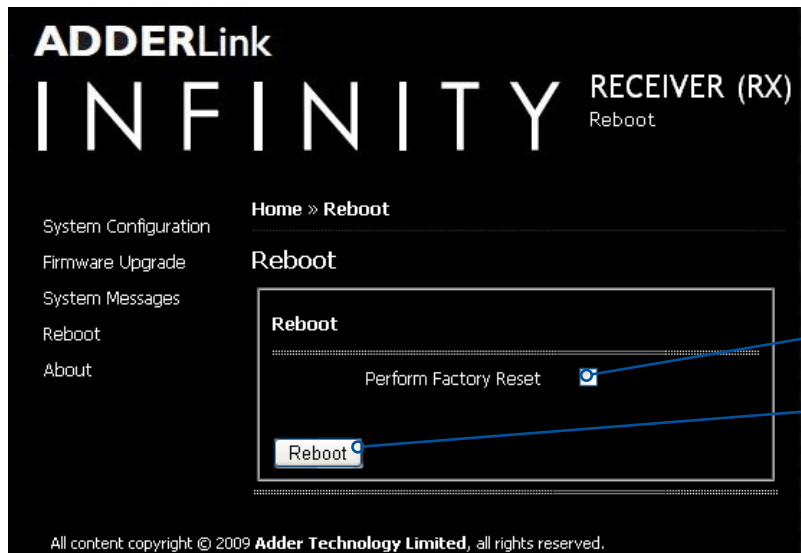 ADDERLink
INFINITY
RECEIVER (RX)
Reboot
System Configuration
Firmware Upgrade
System Messages
Reboot
About
Home » Reboot
Reboot
Reboot
Perform Factory Reset
Reboot
All content copyright © 2009 Adder Technology Limited, all rights reserved.